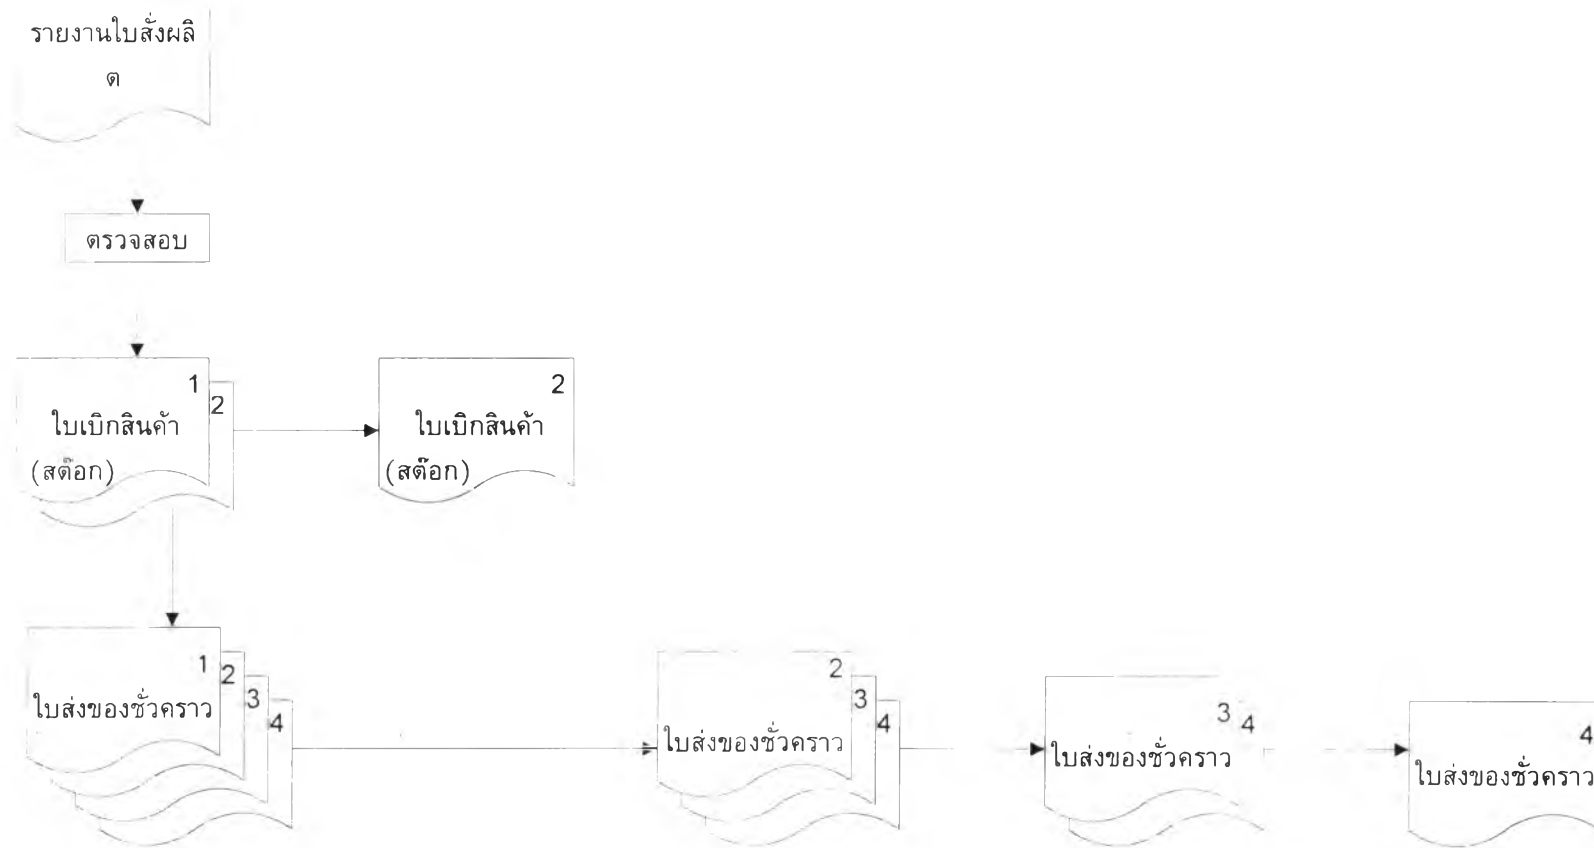 รายงานใบสั่งผลิ
ต
ตรวจสอบ
1
2
ใบเบิกสินค้า
(สต๊อก)
2
ใบเบิกสินค้า
(สต๊อก)
1
2
3
4
ใบส่งของชั่วคราว
2
3
4
ใบส่งของชั่วคราว
3
4
ใบส่งของชั่วคราว
4
ใบส่งของชั่วคราว